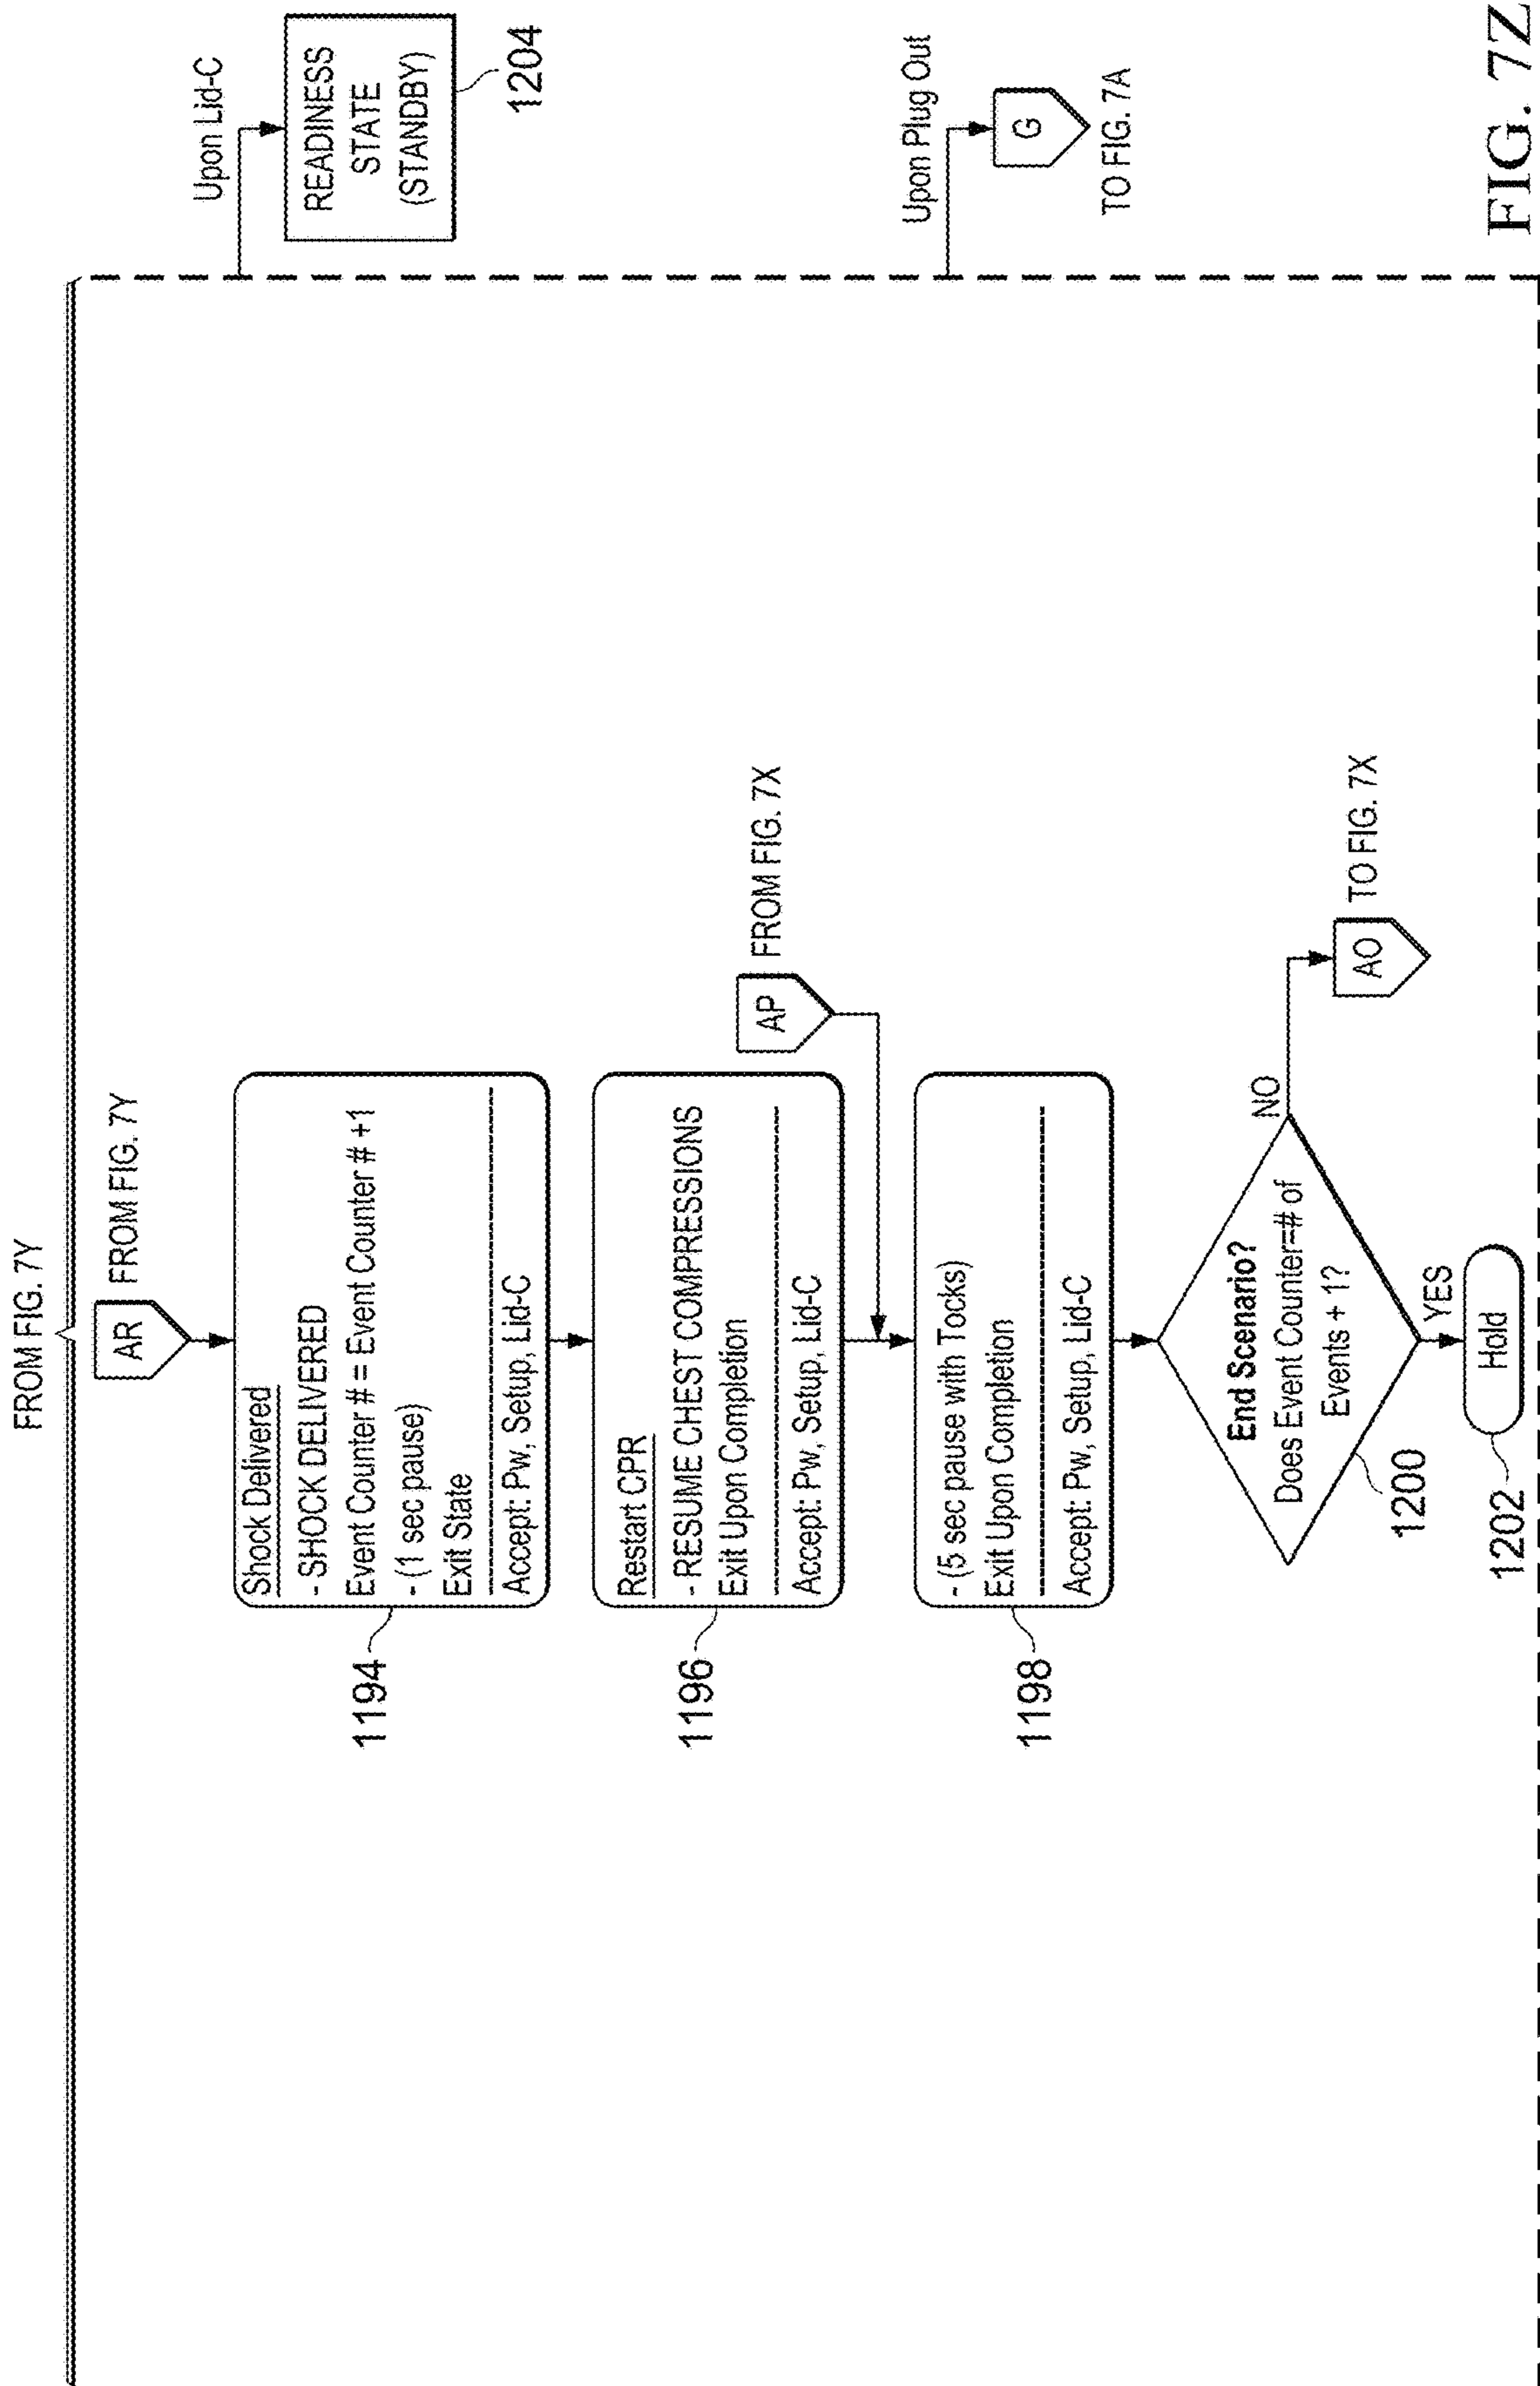 FROM FIG. 7Y
AR
FROM FIG. 7Y
Shock Delivered
- SHOCK DELIVERED
Event Counter # = Event Counter # +1
- (1 sec pause)
Exit State
Accept: Pw, Setup, Lid-C
1194
Restart CPR
- RESUME CHEST COMPRESSIONS
Exit Upon Completion
Accept: Pw, Setup, Lid-C
1196
AP
FROM FIG. 7X
- (5 sec pause with Tocks)
Exit Upon Completion
Accept: Pw, Setup, Lid-C
1198
End Scenario?
Does Event Counter=# of
Events + 1?
1200
NO
AO
TO FIG. 7X
YES
Hold
1202
Upon Lid-C
READINESS
STATE
(STANDBY)
1204
Upon Plug Out
G
TO FIG. 7A
FIG. 7Z